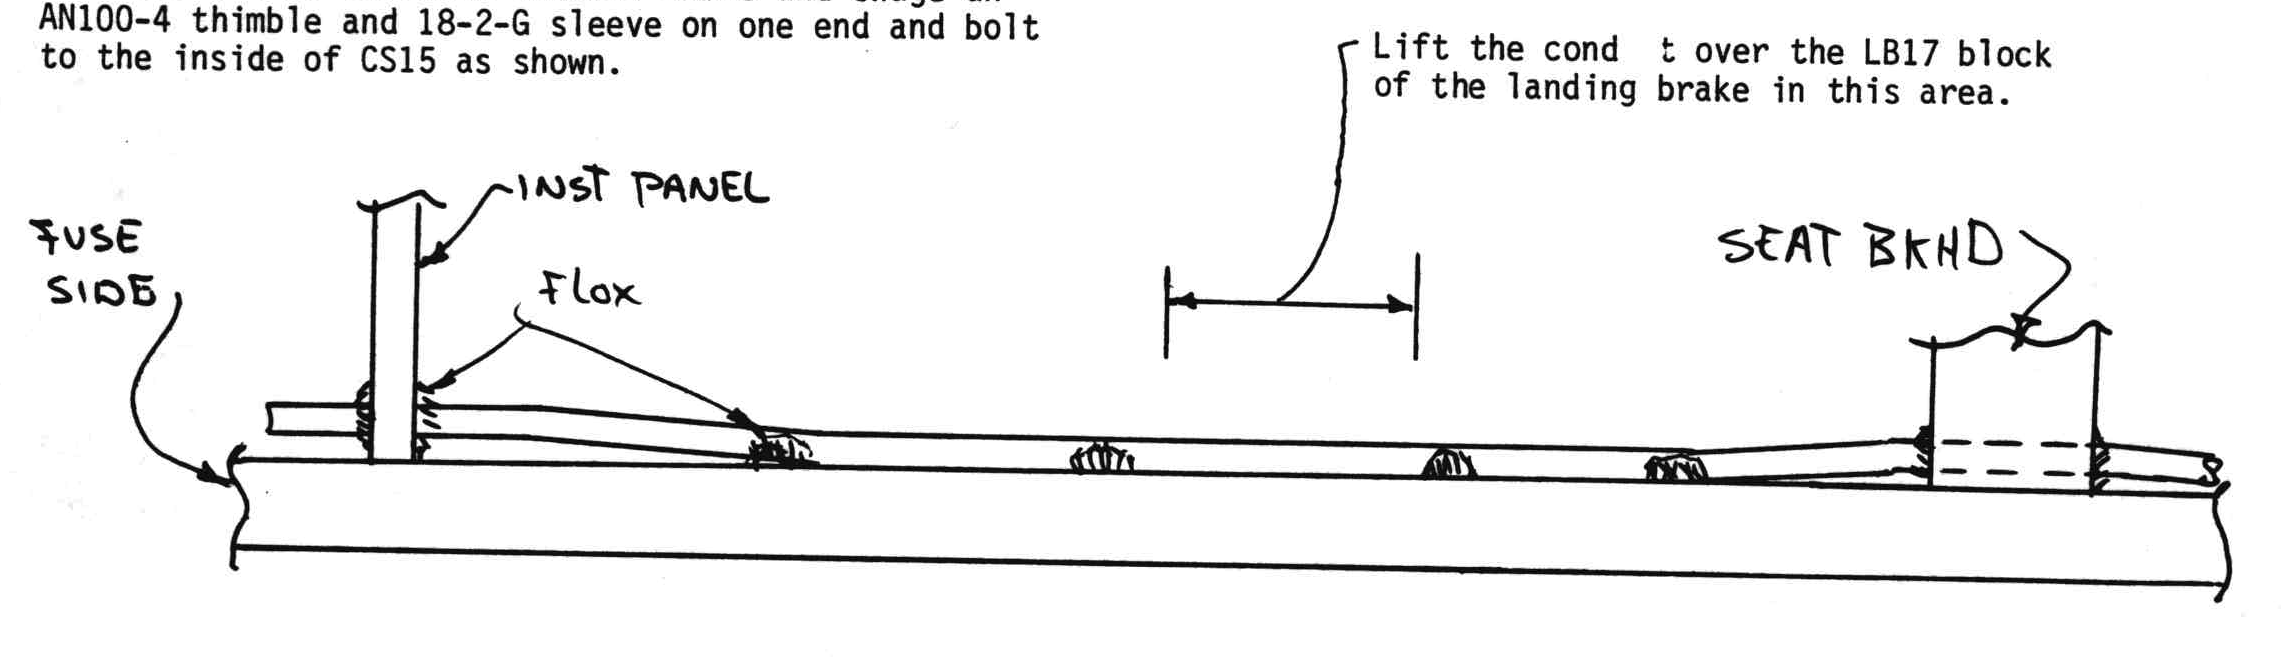 AN100-4 thimble and 18-2-G sleeve on one end and bolt
to the inside of CS15 as shown.
Lift the cond t over the LB17 block
of the landing brake in this area.
INST PANEL
FUSE
SIDE
Flox
SEAT BKHD